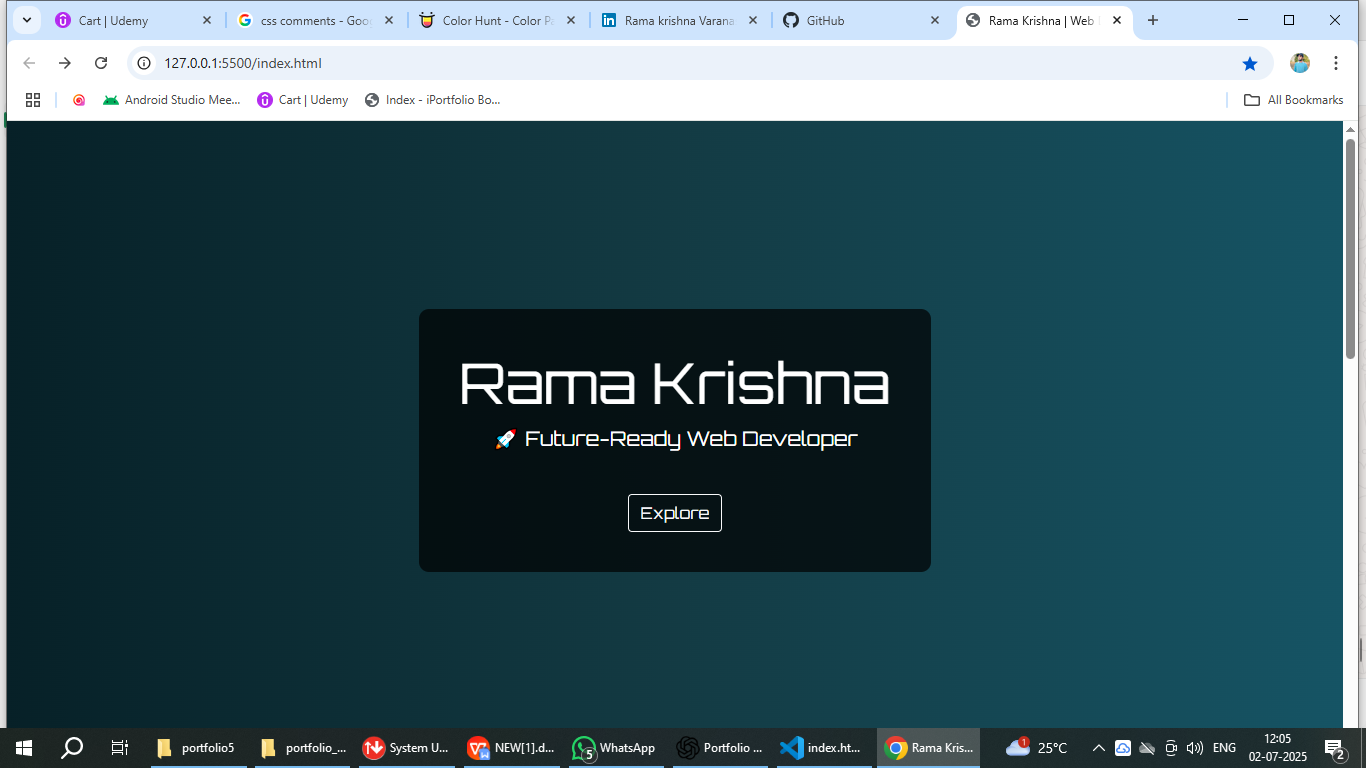 Cart | Udemy
css comments - Goo
Color Hunt - Color Pa
Rama krishna Varana
GitHub
Rama Krishna | Web
127.0.0.1:5500/index.html
Android Studio Mee...
Cart | Udemy
Index - iPortfolio Bo...
All Bookmarks
Rama Krishna
🚀 Future-Ready Web Developer
Explore
portfolio5
portfolio_...
System U...
NEW[1].d...
5
WhatsApp
Portfolio ...
index.ht...
Rama Kris...
1
25°C
ENG
12:05
02-07-2025
2